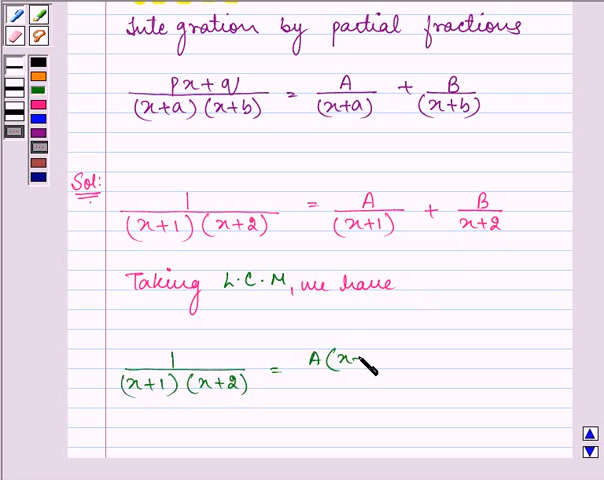 Integration by partial fractions
px+q/(x+a)(x+b) = A/(x+a) + B/(x+b)
Sol:
1/(x+1)(x+2) = A/(x+1) + B/x+2
Taking L.C.M, we have
1/(x+1)(x+2) = A(x+